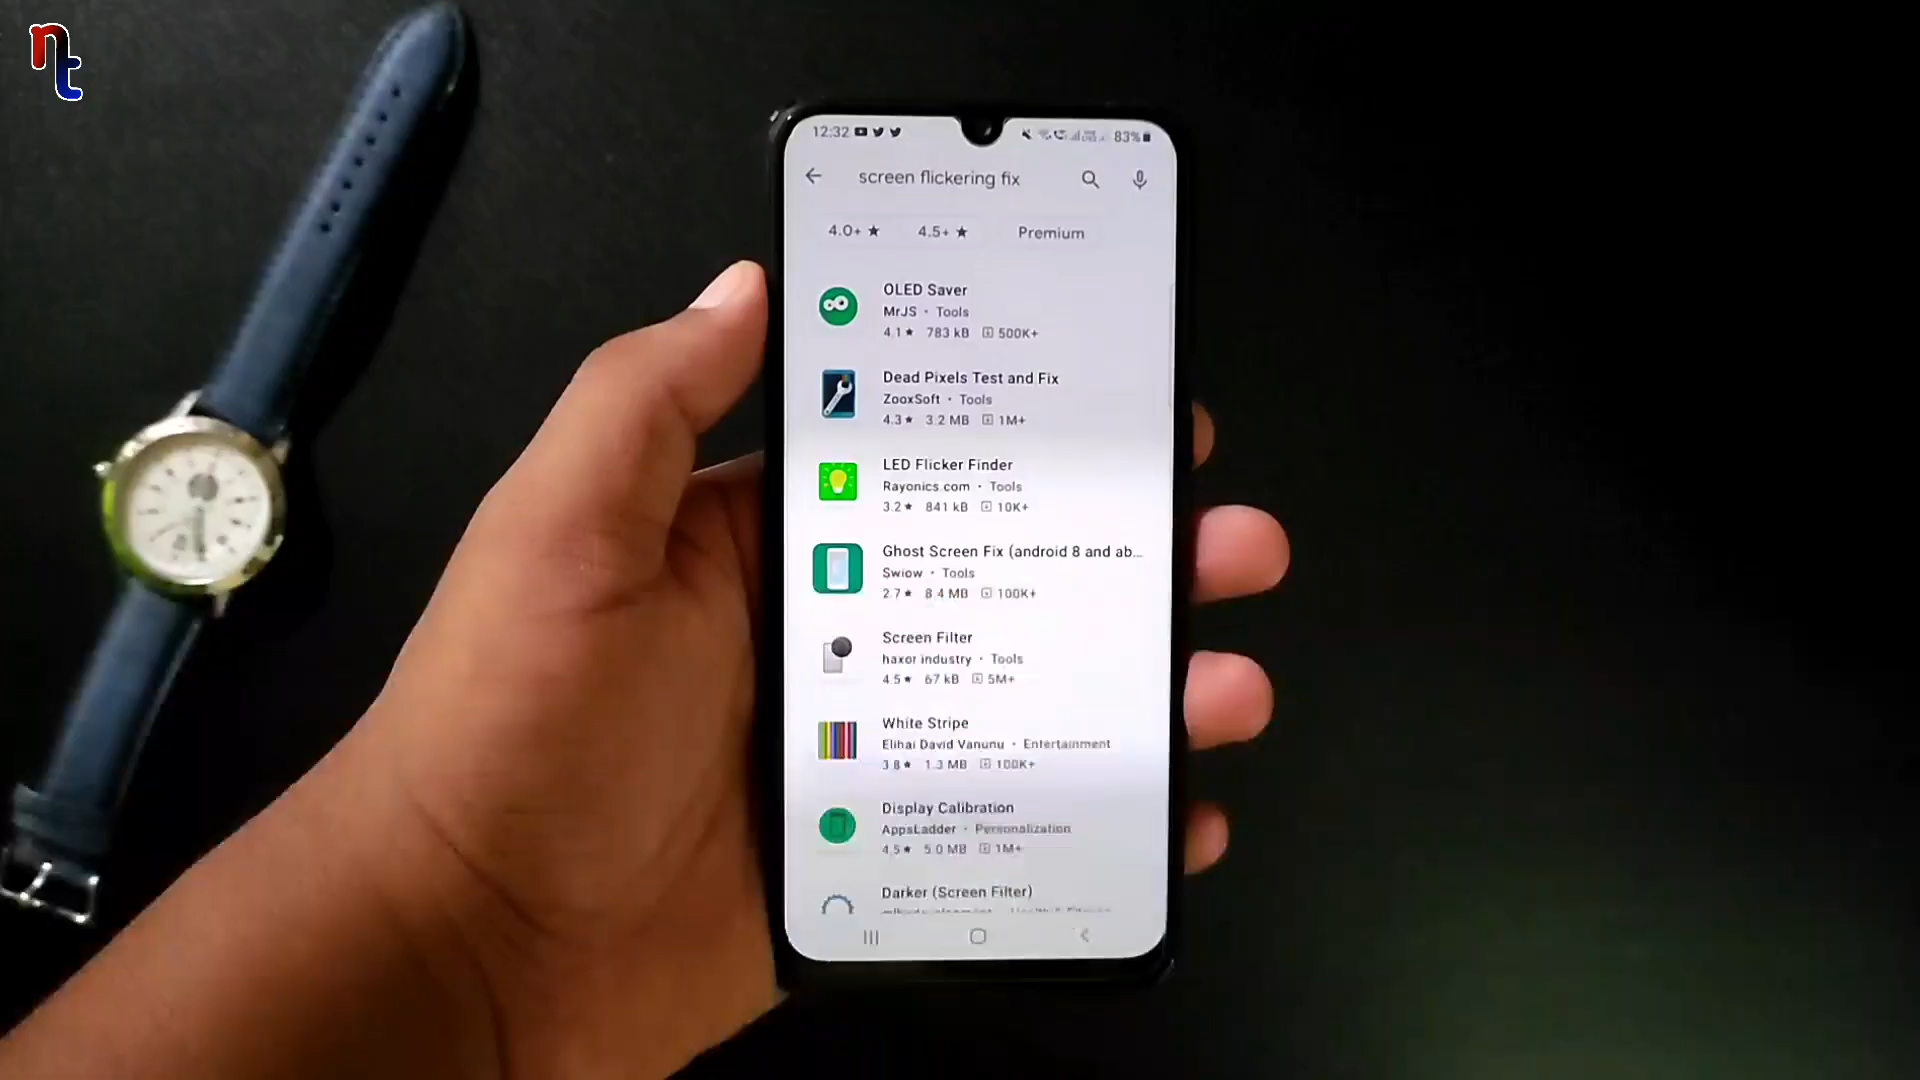 nt
12:32
83%
screen flickering fix
4.0+ ★
4.5+ ★
Premium
OLED Saver
MrJS • Tools
4.1★ 783 kB 500K+
Dead Pixels Test and Fix
ZooxSoft • Tools
4.3★ 3.2 MB 1M+
LED Flicker Finder
Rayonics.com • Tools
3.2★ 841 kB 10K+
Ghost Screen Fix (android 8 and ab...
Swiow • Tools
2.7★ 8.4 MB 100K+
Screen Filter
haxor industry • Tools
4.5★ 67 kB 5M+
White Stripe
Elihai David Vanunu • Entertainment
3.8★ 1.3 MB 100K+
Display Calibration
AppsLadder • Personalization
4.5★ 5.0 MB 1M+
Darker (Screen Filter)